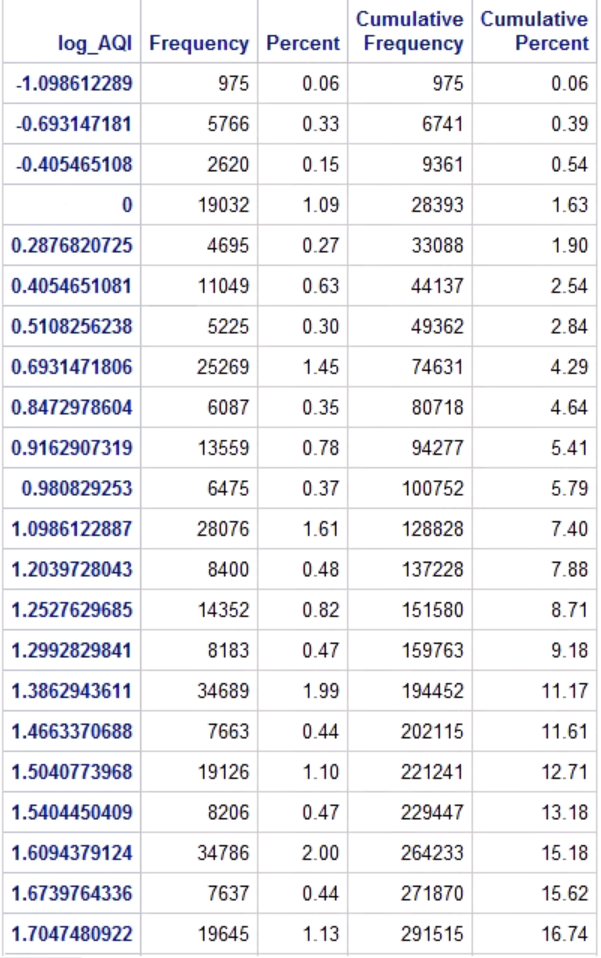 Cumulative Cumulative
log_AQI Frequency Percent Frequency Percent
-1.098612289 975 0.06 975 0.06
-0.693147181 5766 0.33 6741 0.39
-0.405465108 2620 0.15 9361 0.54
0 19032 1.09 28393 1.63
0.2876820725 4695 0.27 33088 1.90
0.4054651081 11049 0.63 44137 2.54
0.5108256238 5225 0.30 49362 2.84
0.6931471806 25269 1.45 74631 4.29
0.8472978604 6087 0.35 80718 4.64
0.9162907319 13559 0.78 94277 5.41
0.980829253 6475 0.37 100752 5.79
1.0986122887 28076 1.61 128828 7.40
1.2039728043 8400 0.48 137228 7.88
1.2527629685 14352 0.82 151580 8.71
1.2992829841 8183 0.47 159763 9.18
1.3862943611 34689 1.99 194452 11.17
1.4663370688 7663 0.44 202115 11.61
1.5040773968 19126 1.10 221241 12.71
1.5404450409 8206 0.47 229447 13.18
1.6094379124 34786 2.00 264233 15.18
1.6739764336 7637 0.44 271870 15.62
1.7047480922 19645 1.13 291515 16.74